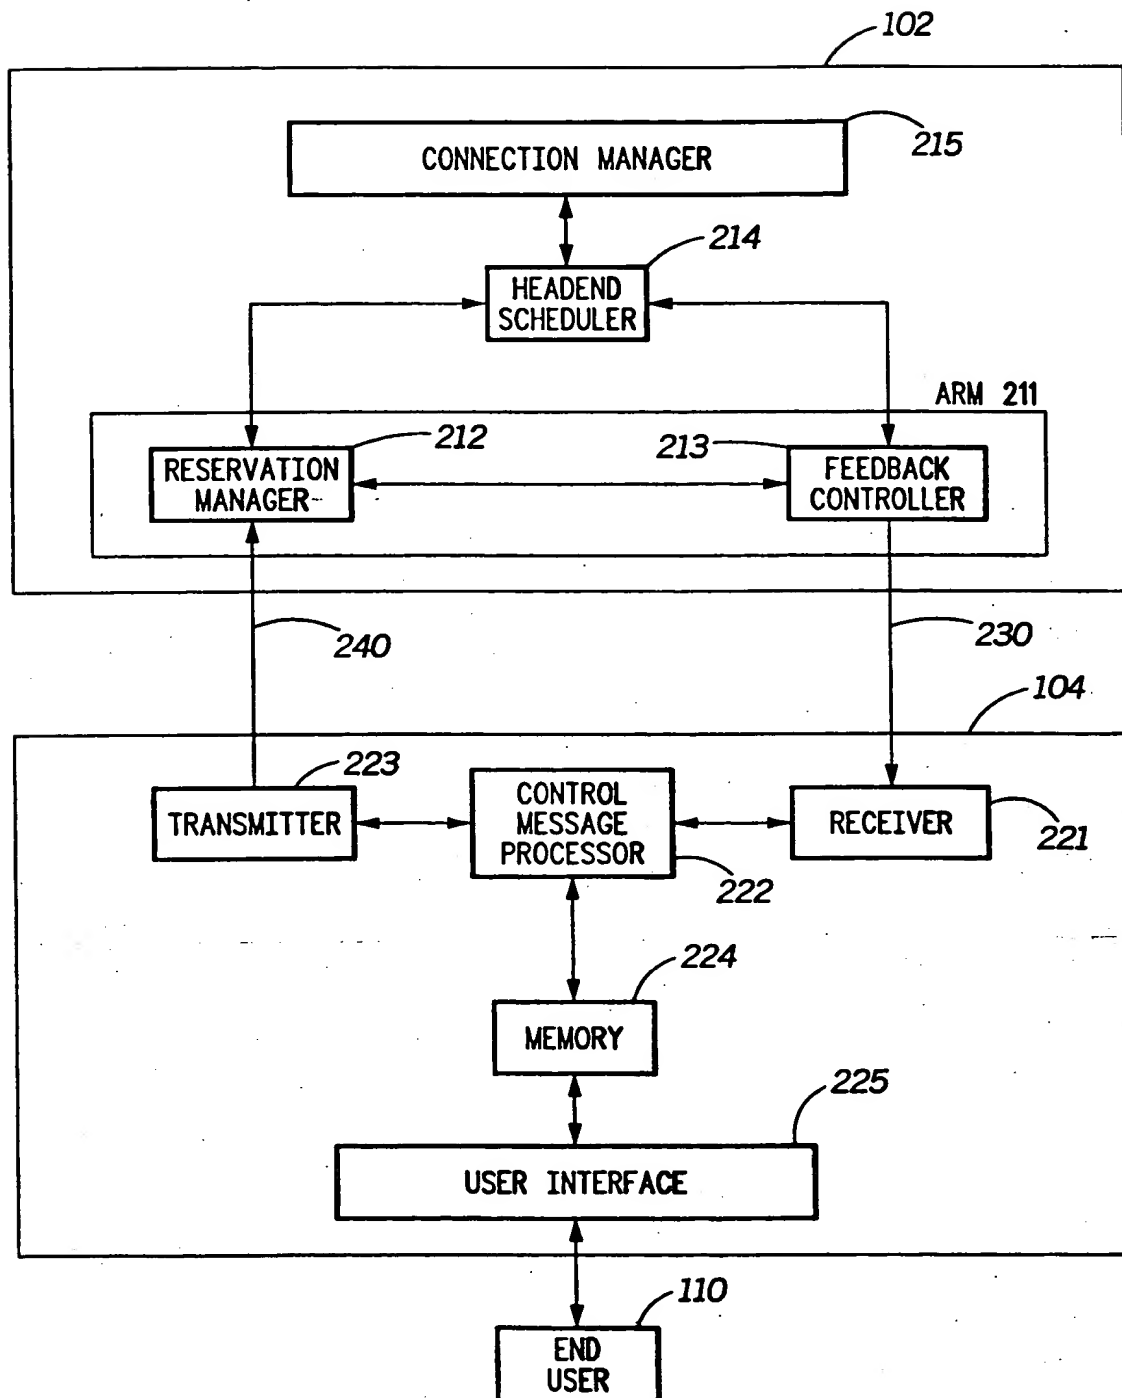 102
CONNECTION MANAGER
215
214
HEADEND
SCHEDULER
ARM 211
212
213
RESERVATION
MANAGER
FEEDBACK
CONTROLLER
240
230
104
223
TRANSMITTER
CONTROL
MESSAGE
PROCESSOR
RECEIVER
221
222
224
MEMORY
225
USER INTERFACE
110
END
USER